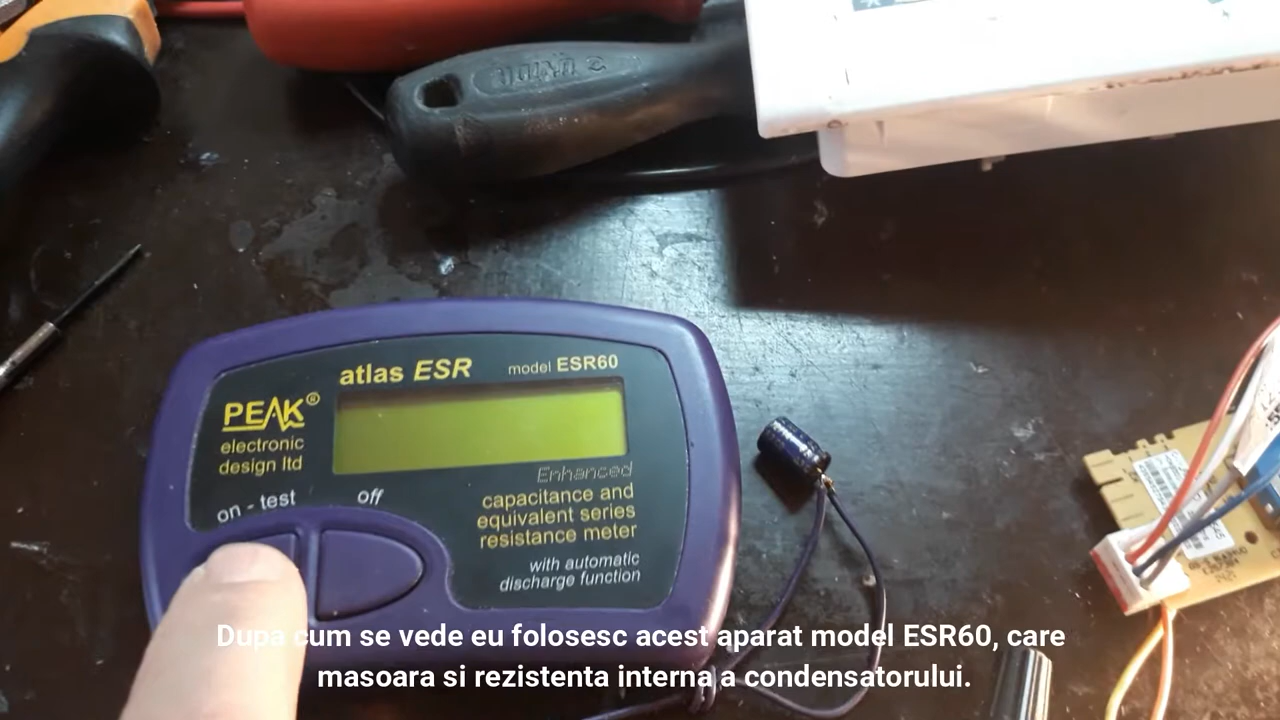 atlas ESR model ESR60
PEAK®
electronic
design ltd
on - test off
Enhanced
capacitance and
equivalent series
resistance meter
with automatic
discharge function
Dupa cum se vede eu folosesc acest aparat model ESR60, care
masoara si rezistenta interna a condensatorului.